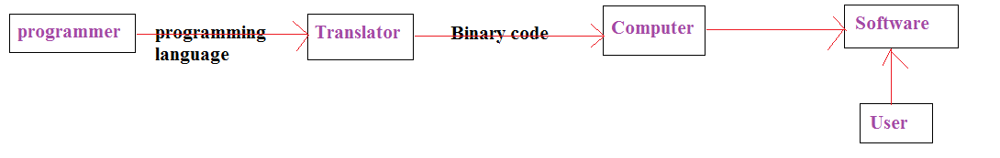 programmer
programming
language
Translator
Binary code
Computer
Software
User